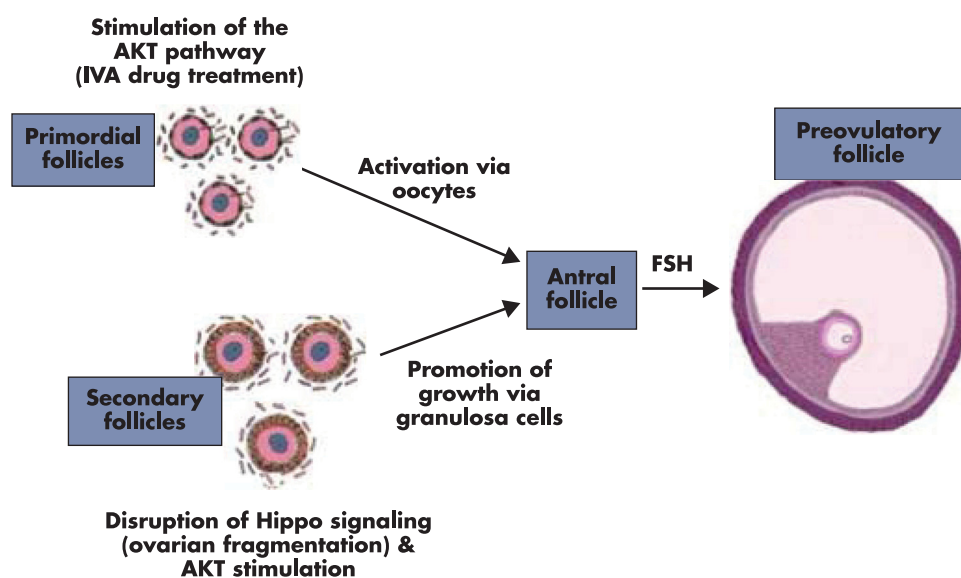 Stimulation of the
AKT pathway
(IVA drug treatment)
Primordial
follicles
Activation via
oocytes
Preovulatory
follicle
Antral
follicle
FSH
Secondary
follicles
Promotion of
growth via
granulosa cells
Disruption of Hippo signaling
(ovarian fragmentation) &
AKT stimulation